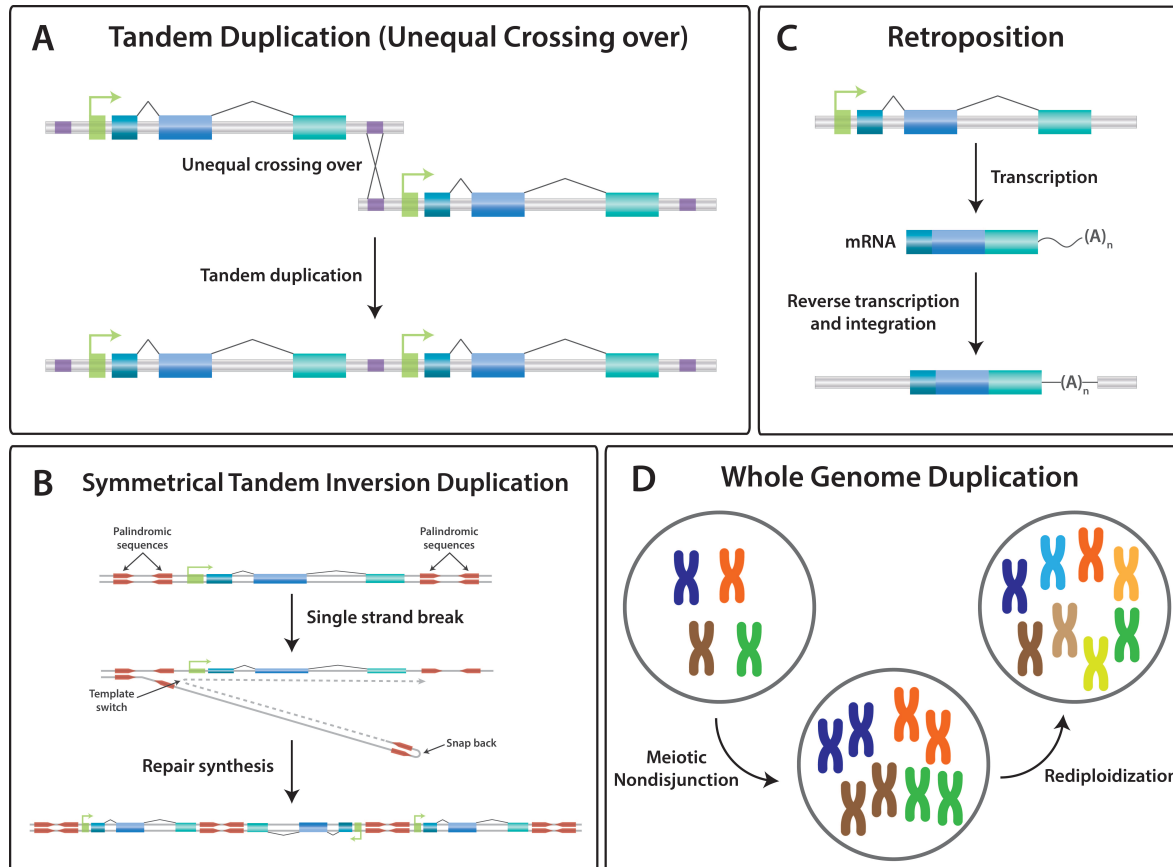 A Tandem Duplication (Unequal Crossing over)
Unequal crossing over
Tandem duplication
C Retroposition
Transcription
mRNA
(A)n
Reverse transcription
and integration
(A)n
B Symmetrical Tandem Inversion Duplication
Palindromic
sequences
Palindromic
sequences
Single strand break
Template
switch
Snap back
Repair synthesis
D Whole Genome Duplication
Meiotic
Nondisjunction
Rediploidization